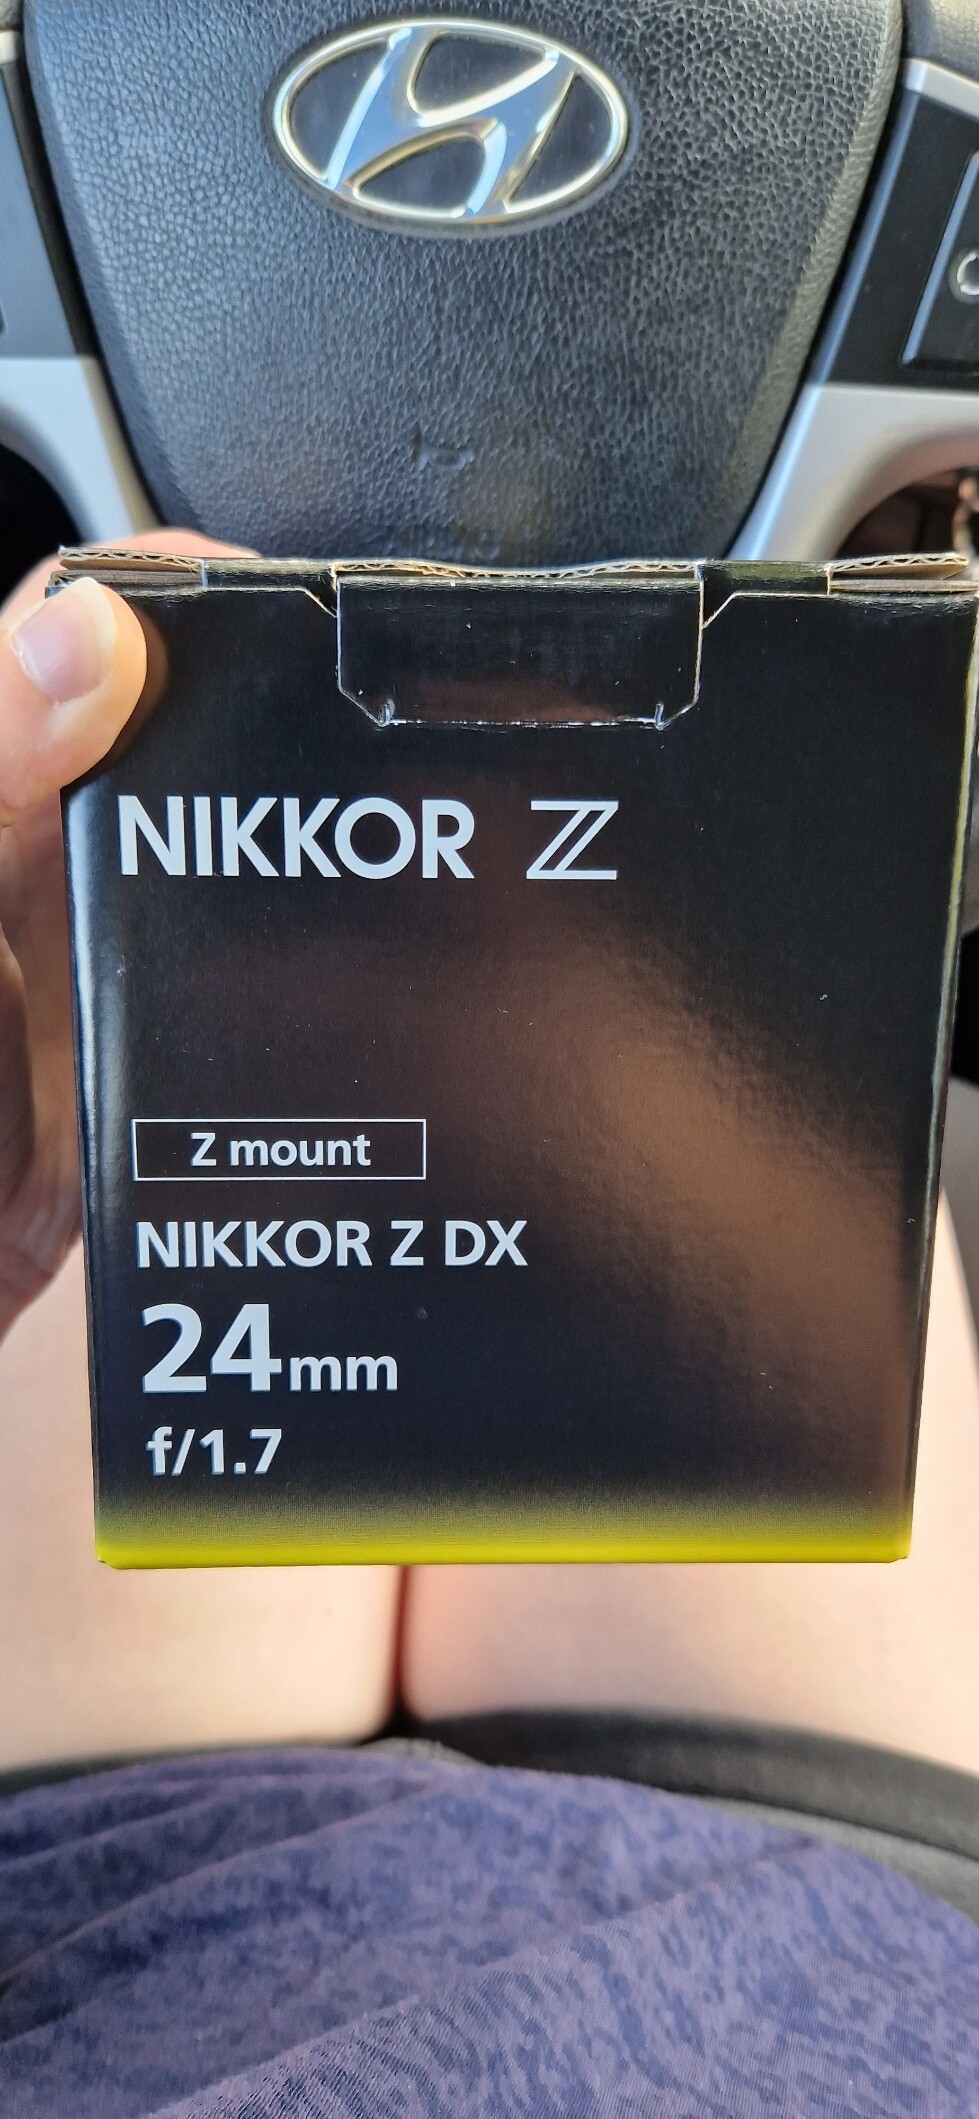 NIKKOR Z
Z mount
NIKKOR Z DX
24mm
f/1.7